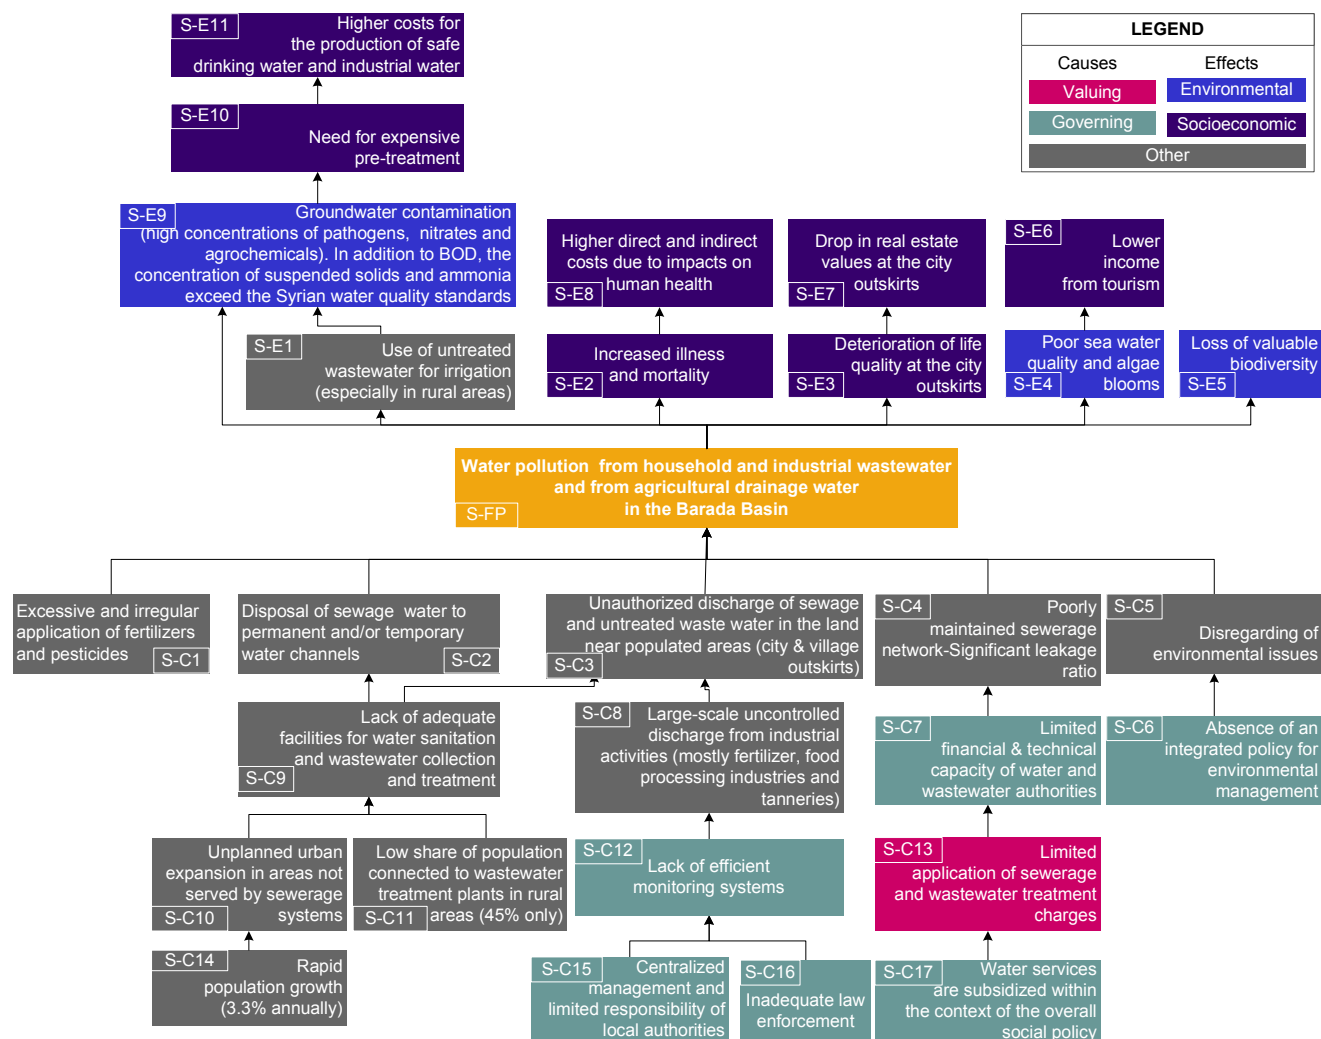 S-E11
Higher costs for
the production of safe
drinking water and industrial water
LEGEND
Causes
Effects
Valuing
Environmental
Governing
Socioeconomic
Other
S-E10
Need for expensive
pre-treatment
S-E9
Groundwater contamination
(high concentrations of pathogens, nitrates and
agrochemicals). In addition to BOD, the
concentration of suspended solids and ammonia
exceed the Syrian water quality standards
Higher direct and indirect
costs due to impacts on
human health
S-E8
Drop in real estate
values at the city
outskirts
S-E7
S-E6
Lower
income
from tourism
S-E1
Use of untreated
wastewater for irrigation
(especially in rural areas)
Increased illness
and mortality
S-E2
Deterioration of life
quality at the city
outskirts
S-E3
Poor sea water
quality and algae
blooms
S-E4
Loss of valuable
biodiversity
S-E5
Water pollution from household and industrial wastewater
and from agricultural drainage water
in the Barada Basin
S-FP
Excessive and irregular
application of fertilizers
and pesticides
S-C1
Disposal of sewage water to
permanent and/or temporary
water channels
S-C2
Unauthorized discharge of sewage
and untreated waste water in the land
near populated areas (city & village
outskirts)
S-C3
S-C4
Poorly
maintained sewerage
network-Significant leakage
ratio
S-C5
Disregarding of
environmental issues
Lack of adequate
facilities for water sanitation
and wastewater collection
and treatment
S-C9
S-C8
Large-scale uncontrolled
discharge from industrial
activities (mostly fertilizer, food
processing industries and
tanneries)
S-C7
Limited
financial & technical
capacity of water and
wastewater authorities
S-C6
Absence of an
integrated policy for
environmental
management
Unplanned urban
expansion in areas not
served by sewerage
systems
S-C10
Low share of population
connected to wastewater
treatment plants in rural
areas (45% only)
S-C11
S-C12
Lack of efficient
monitoring systems
S-C13
Limited
application of sewerage
and wastewater treatment
charges
S-C14
Rapid
population growth
(3.3% annually)
S-C15
Centralized
management and
limited responsibility of
local authorities
S-C16
Inadequate law
enforcement
S-C17
Water services
are subsidized within
the context of the overall
social policy